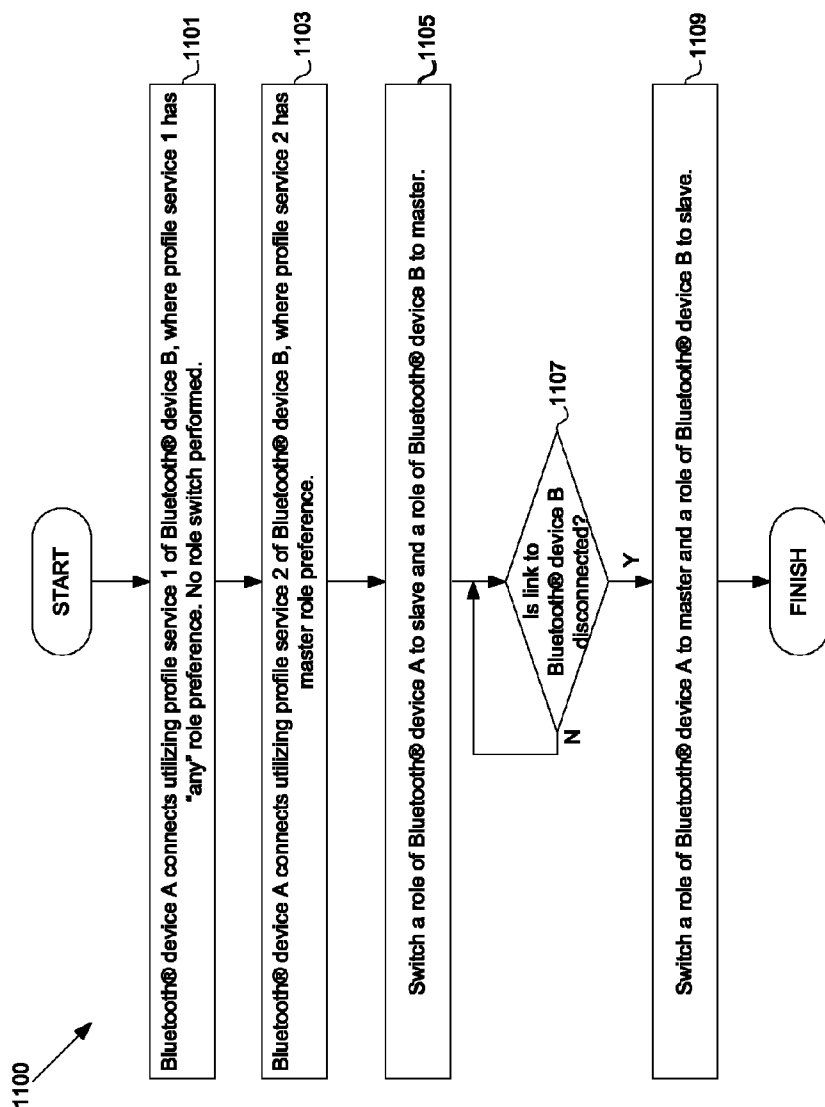 1100
START
Bluetooth® device A connects utilizing profile service 1 of Bluetooth® device B, where profile service 1 has
"any" role preference. No role switch performed.
1101
Bluetooth® device A connects utilizing profile service 2 of Bluetooth® device B, where profile service 2 has
master role preference.
1103
Switch a role of Bluetooth® device A to slave and a role of Bluetooth® device B to master.
1105
Is link to
Bluetooth® device B
disconnected?
1107
N
Y
Switch a role of Bluetooth® device A to master and a role of Bluetooth® device B to slave.
1109
FINISH